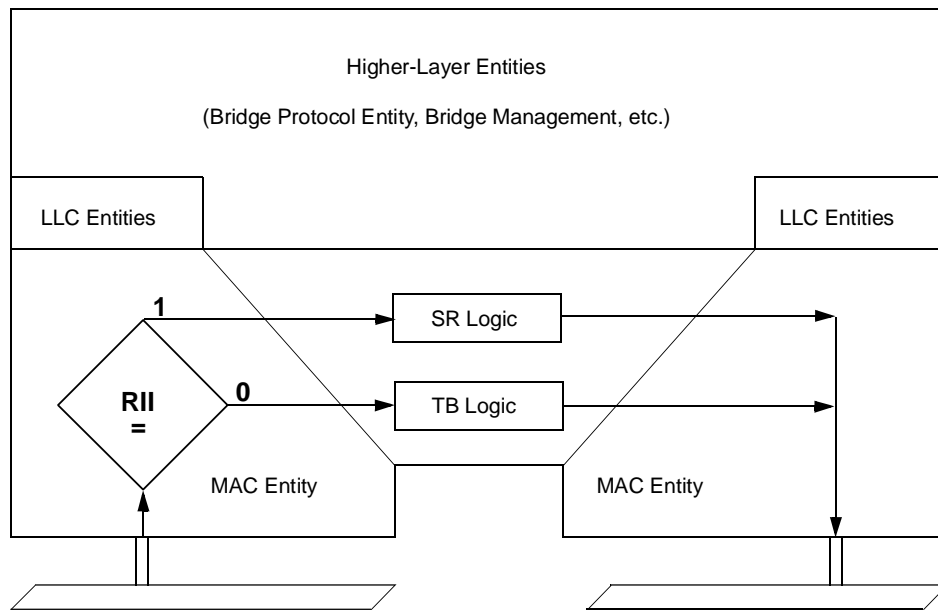 Higher-Layer Entities
(Bridge Protocol Entity, Bridge Management, etc.)
LLC Entities
LLC Entities
1
SR Logic
0
RII
=
TB Logic
MAC Entity
MAC Entity